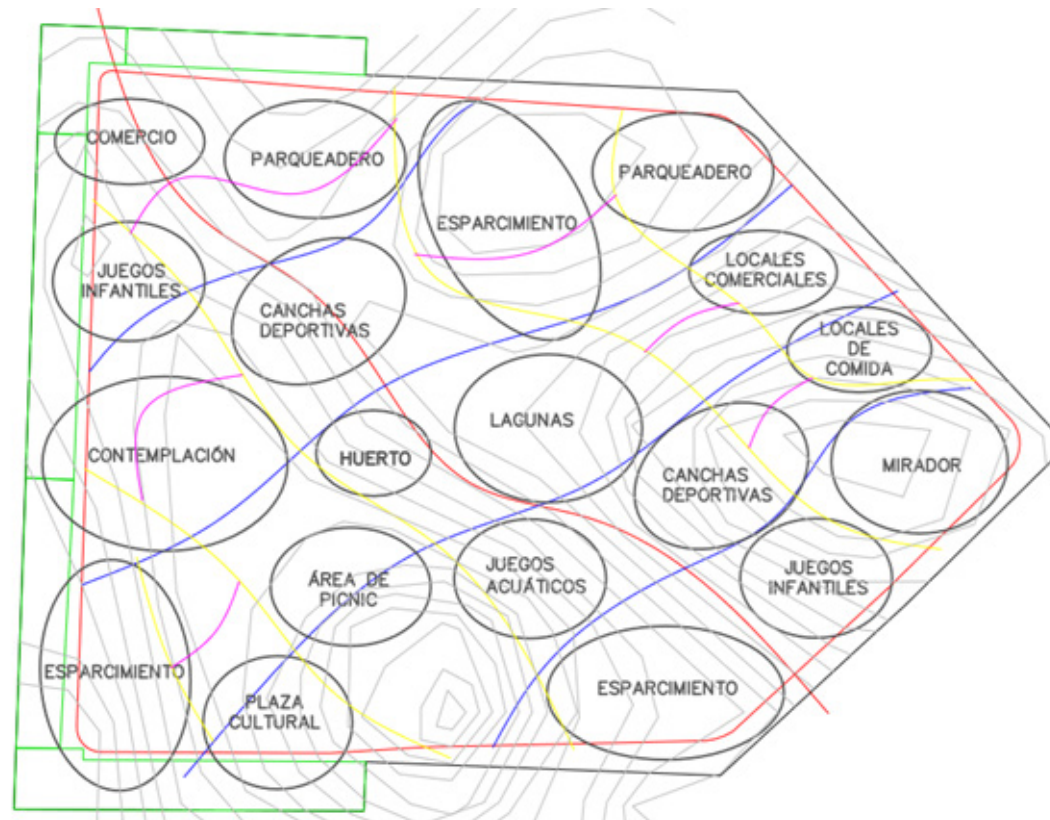 COMERCIO
PARQUEADERO
PARQUEADERO
ESPARCIMIENTO
JUEGOS
INFANTILES
LOCALES
COMERCIALES
CANCHAS
DEPORTIVAS
LOCALES
DE
COMIDA
LAGUNAS
CONTEMPLACIÓN
HUERTO
MIRADOR
CANCHAS
DEPORTIVAS
JUEGOS
ACUÁTICOS
JUEGOS
INFANTILES
ÁREA DE
PICNIC
ESPARCIMIENTO
ESPARCIMIENTO
PLAZA
CULTURAL